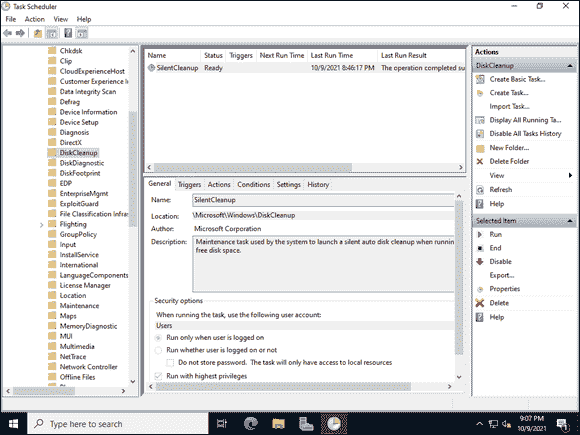 Task Scheduler
File Action View Help
Chkdsk
Clip
CloudExperienceHost
Customer Experience I
Data Integrity Scan
Defrag
Device Information
Device Setup
Diagnosis
DirectX
DiskCleanup
DiskDiagnostic
DiskFootprint
EDP
EnterpriseMgmt
ExploitGuard
File Classification Infras
Flighting
GroupPolicy
Input
InstallService
International
LanguageComponents
License Manager
Location
Maintenance
Maps
MemoryDiagnostic
MUI
Multimedia
NetTrace
Network Controller
Offline Files
Name Status Triggers Next Run Time Last Run Time Last Run Result
SilentCleanup Ready 10/9/2021 8:46:17 PM The operation completed su
General Triggers Actions Conditions Settings History
Name: SilentCleanup
Location: \Microsoft\Windows\DiskCleanup
Author: Microsoft Corporation
Description: Maintenance task used by the system to launch a silent auto disk cleanup when running
free disk space.
Security options
When running the task, use the following user account:
Users
Run only when user is logged on
Run whether user is logged on or not
Do not store password. The task will only have access to local resources
Run with highest privileges
Actions
DiskCleanup
Create Basic Task...
Create Task...
Import Task...
Display All Running Ta...
Disable All Tasks History
New Folder...
Delete Folder
View
Refresh
Help
Selected Item
Run
End
Disable
Export...
Properties
Delete
Help
Type here to search
9:07 PM
10/9/2021